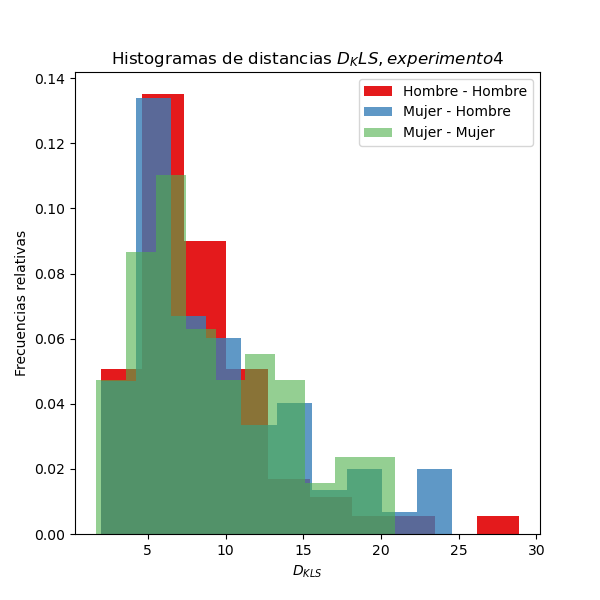 Histogramas de distancias $D_KLS, experimento4$
0.14
0.12
0.10
0.08
0.06
0.04
0.02
0.00
Frecuencias relativas
Hombre - Hombre
Mujer - Hombre
Mujer - Mujer
5 10 15 20 25 30
$D_{KLS}$